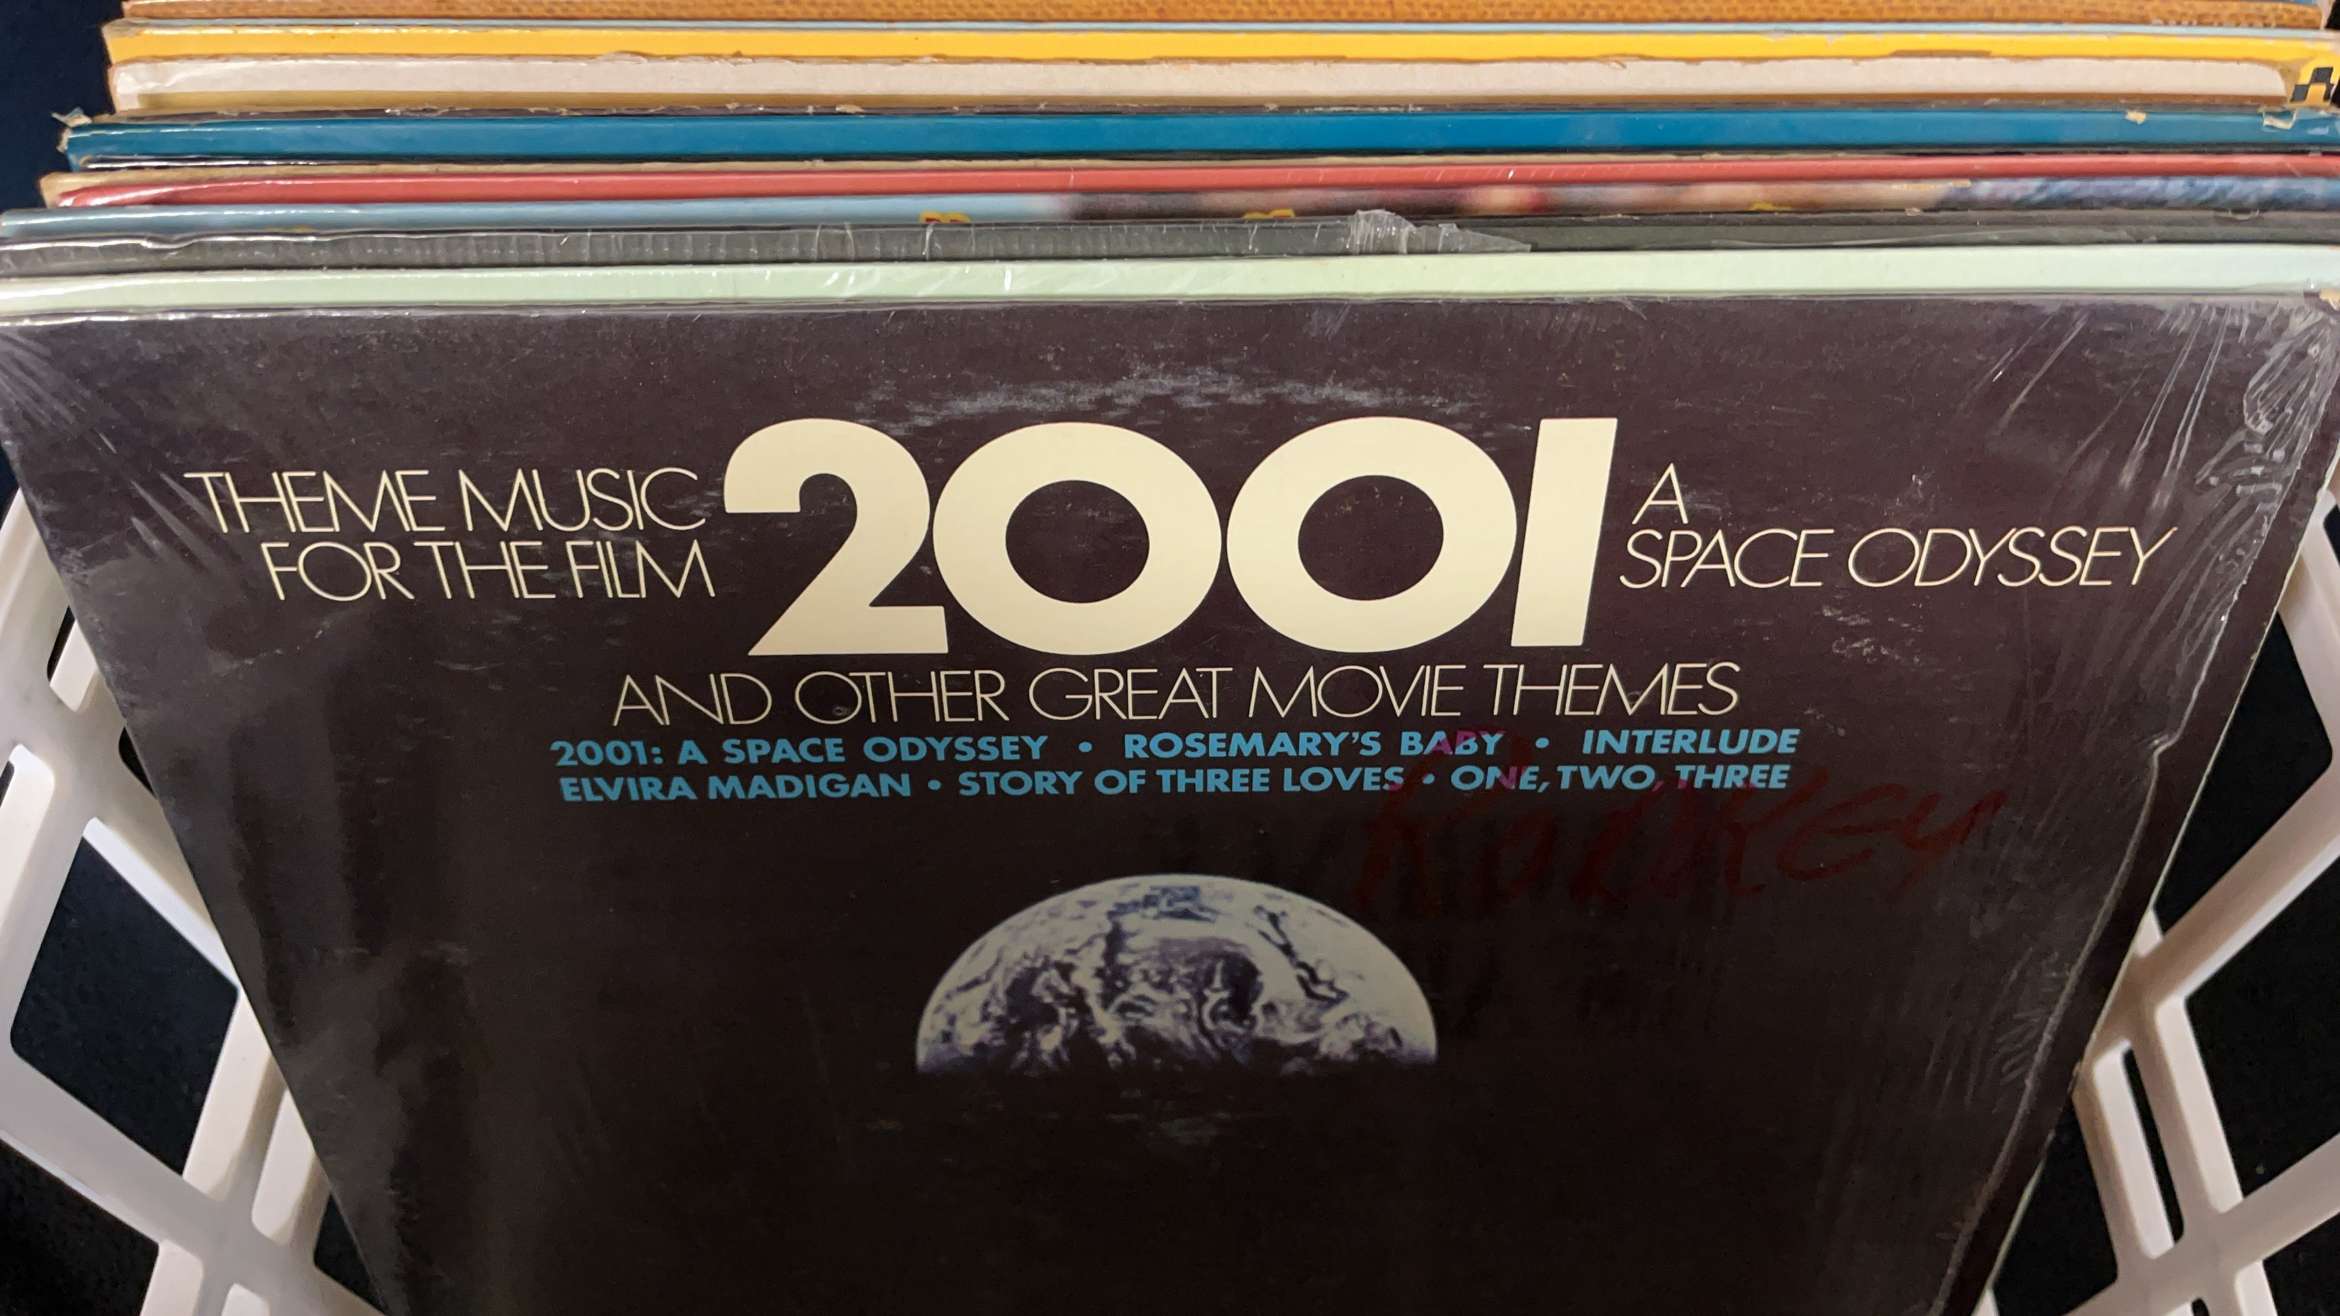 THEME MUSIC
FOR THE FILM
2001
A
SPACE ODYSSEY
AND OTHER GREAT MOVIE THEMES
2001: A SPACE ODYSSEY • ROSEMARY'S BABY • INTERLUDE
ELVIRA MADIGAN • STORY OF THREE LOVES • ONE, TWO, THREE